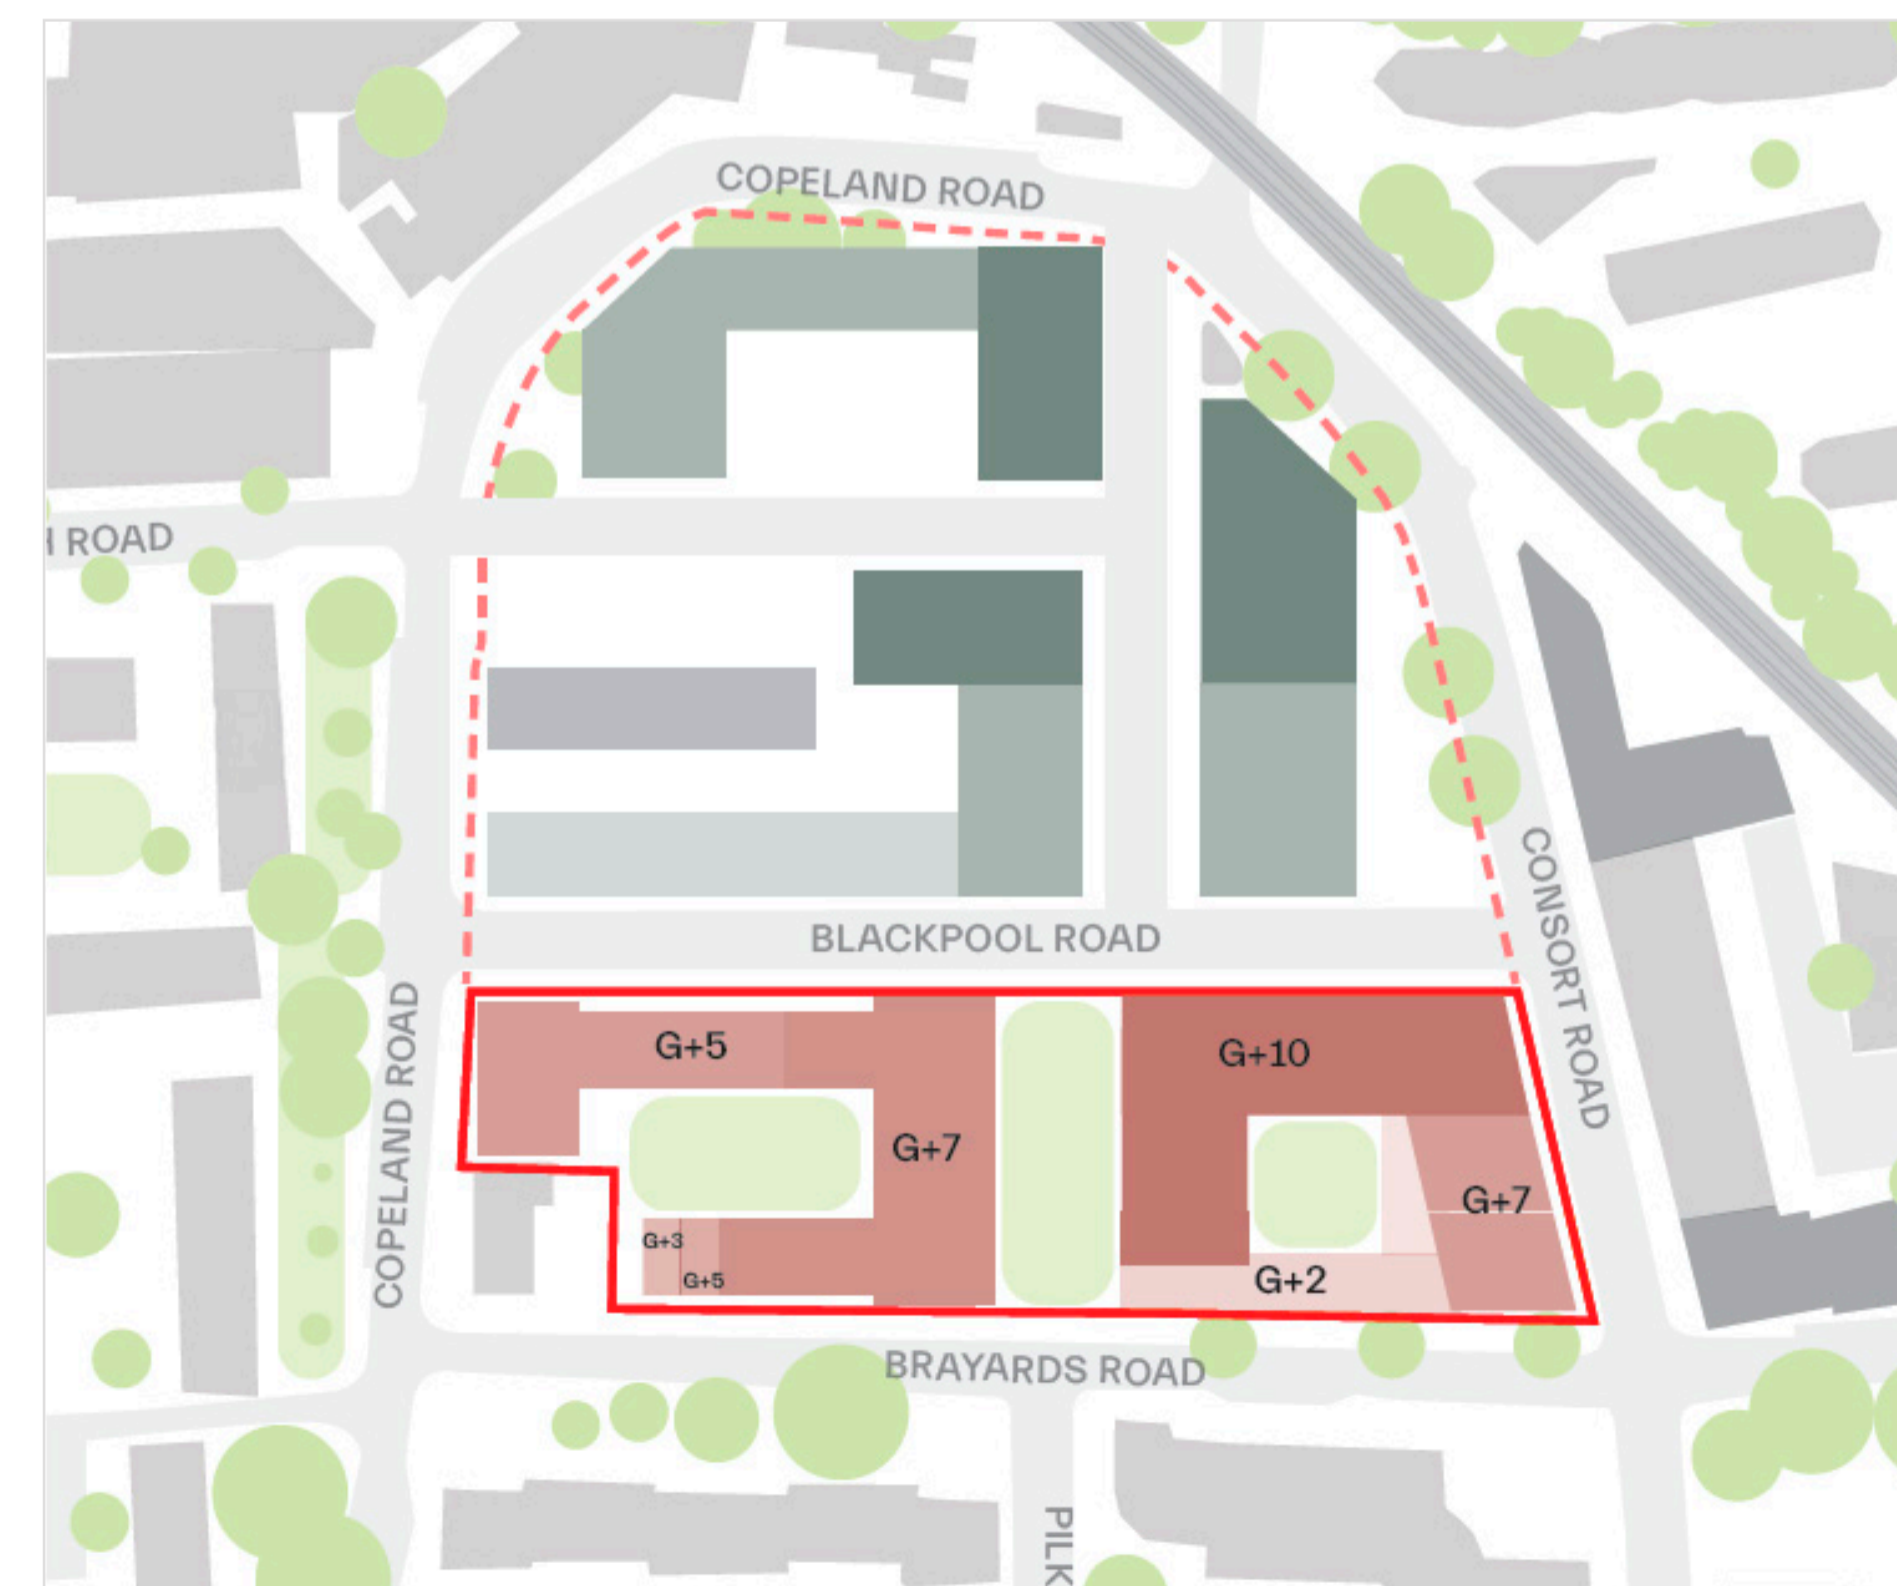 COPELAND ROAD
ROAD
CONSORT ROAD
BLACKPOOL ROAD
COPELAND ROAD
G+5
G+10
G+7
G+7
G+3
G+5
G+2
BRAYARDS ROAD
PILK